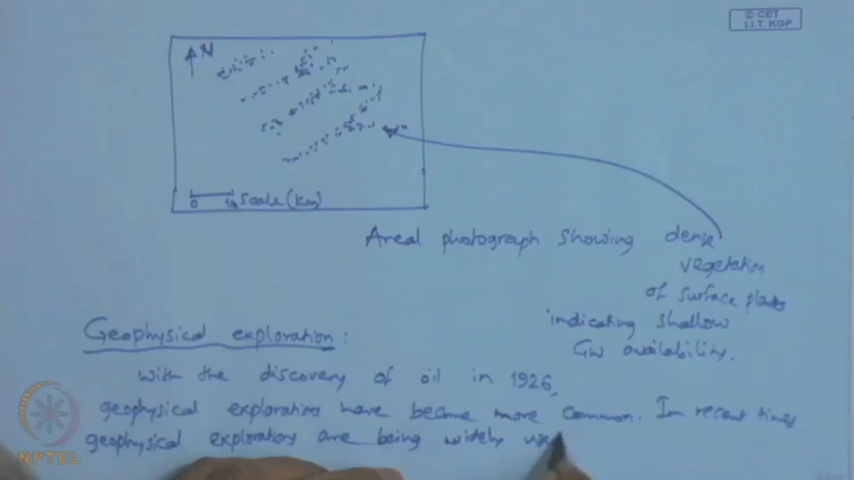 © CET
I.I.T. KGP
N
0 10 Scale (Km)
Areal photograph showing dense
vegetation
of surface plants
indicating shallow
GW availability.
Geophysical exploration :
With the discovery of oil in 1926,
geophysical explorations have become more common. In recent times
geophysical explorations are being widely use
NPTEL